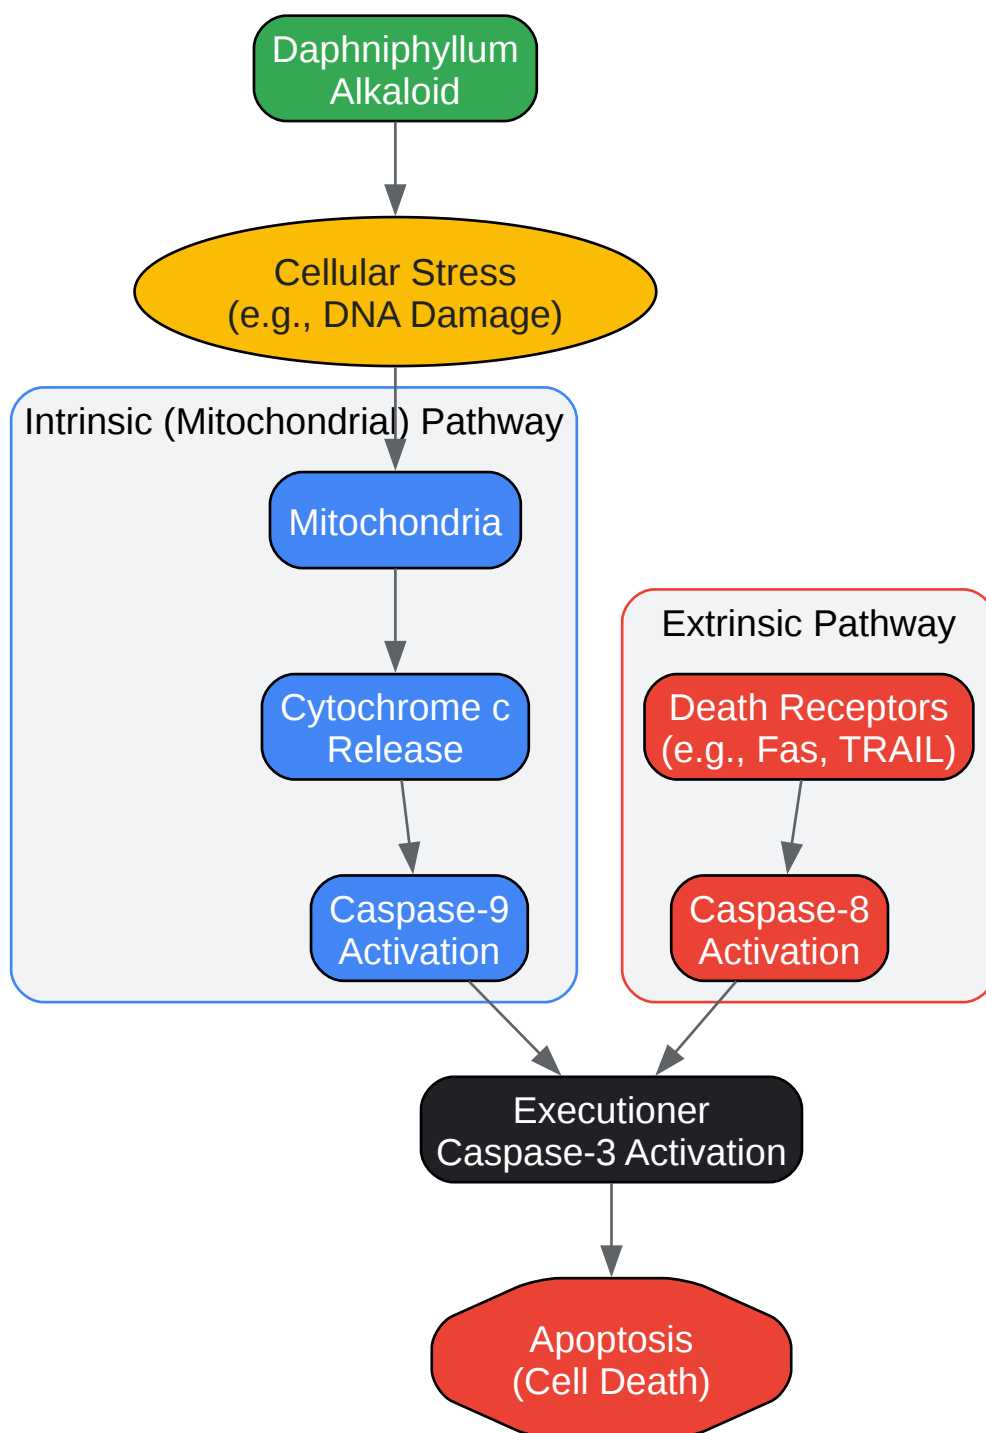 Daphniphyllum
Alkaloid
Cellular Stress
(e.g., DNA Damage)
Intrinsic (Mitochondrial) Pathway
Mitochondria
Cytochrome c
Release
Caspase-9
Activation
Extrinsic Pathway
Death Receptors
(e.g., Fas, TRAIL)
Caspase-8
Activation
Executioner
Caspase-3 Activation
Apoptosis
(Cell Death)